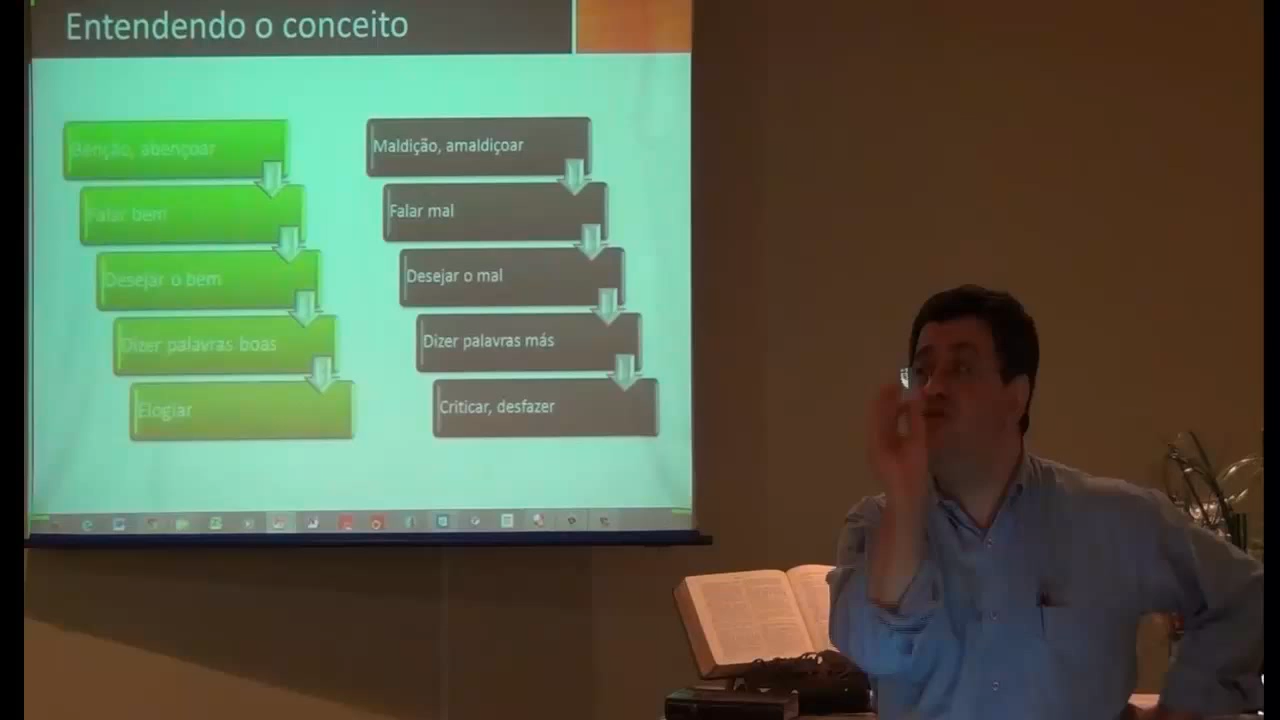 Entendendo o conceito
Benção, abençoar
Falar bem
Desejar o bem
Dizer palavras boas
Elogiar
Maldição, amaldiçoar
Falar mal
Desejar o mal
Dizer palavras más
Criticar, desfazer